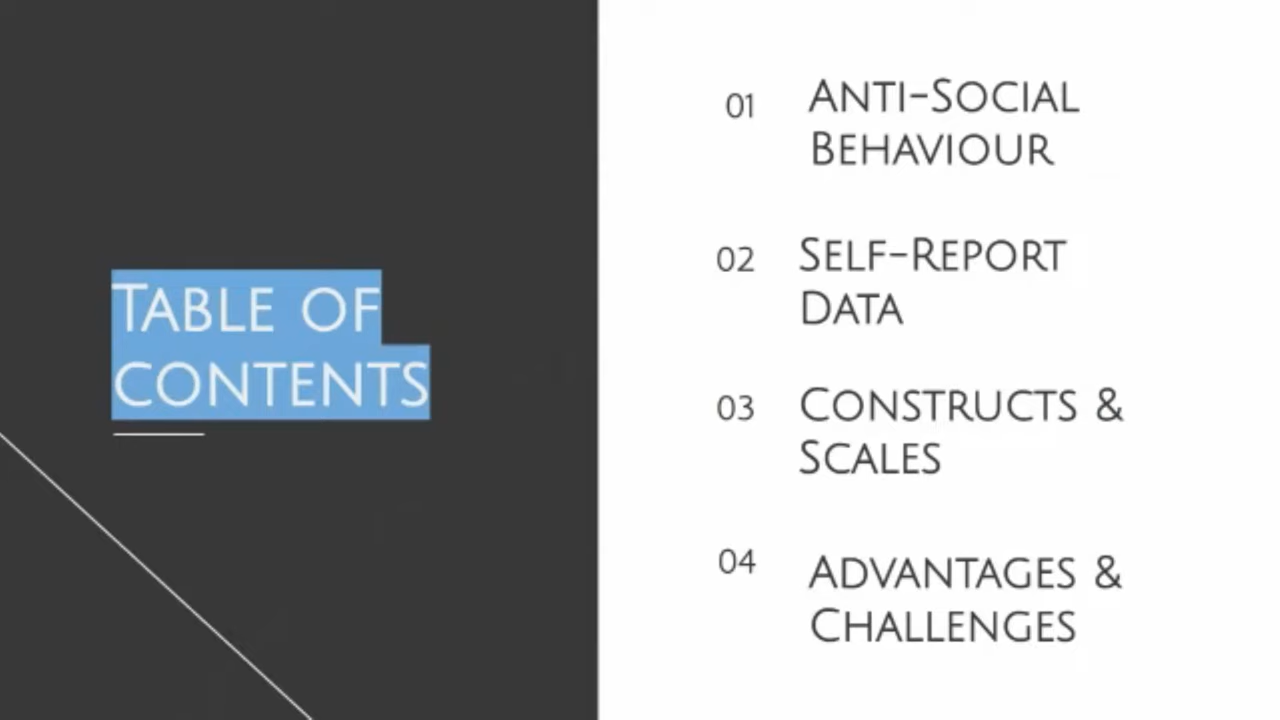 TABLE OF
CONTENTS
01
ANTI-SOCIAL
BEHAVIOUR
02
SELF-REPORT
DATA
03
CONSTRUCTS &
SCALES
04
ADVANTAGES &
CHALLENGES